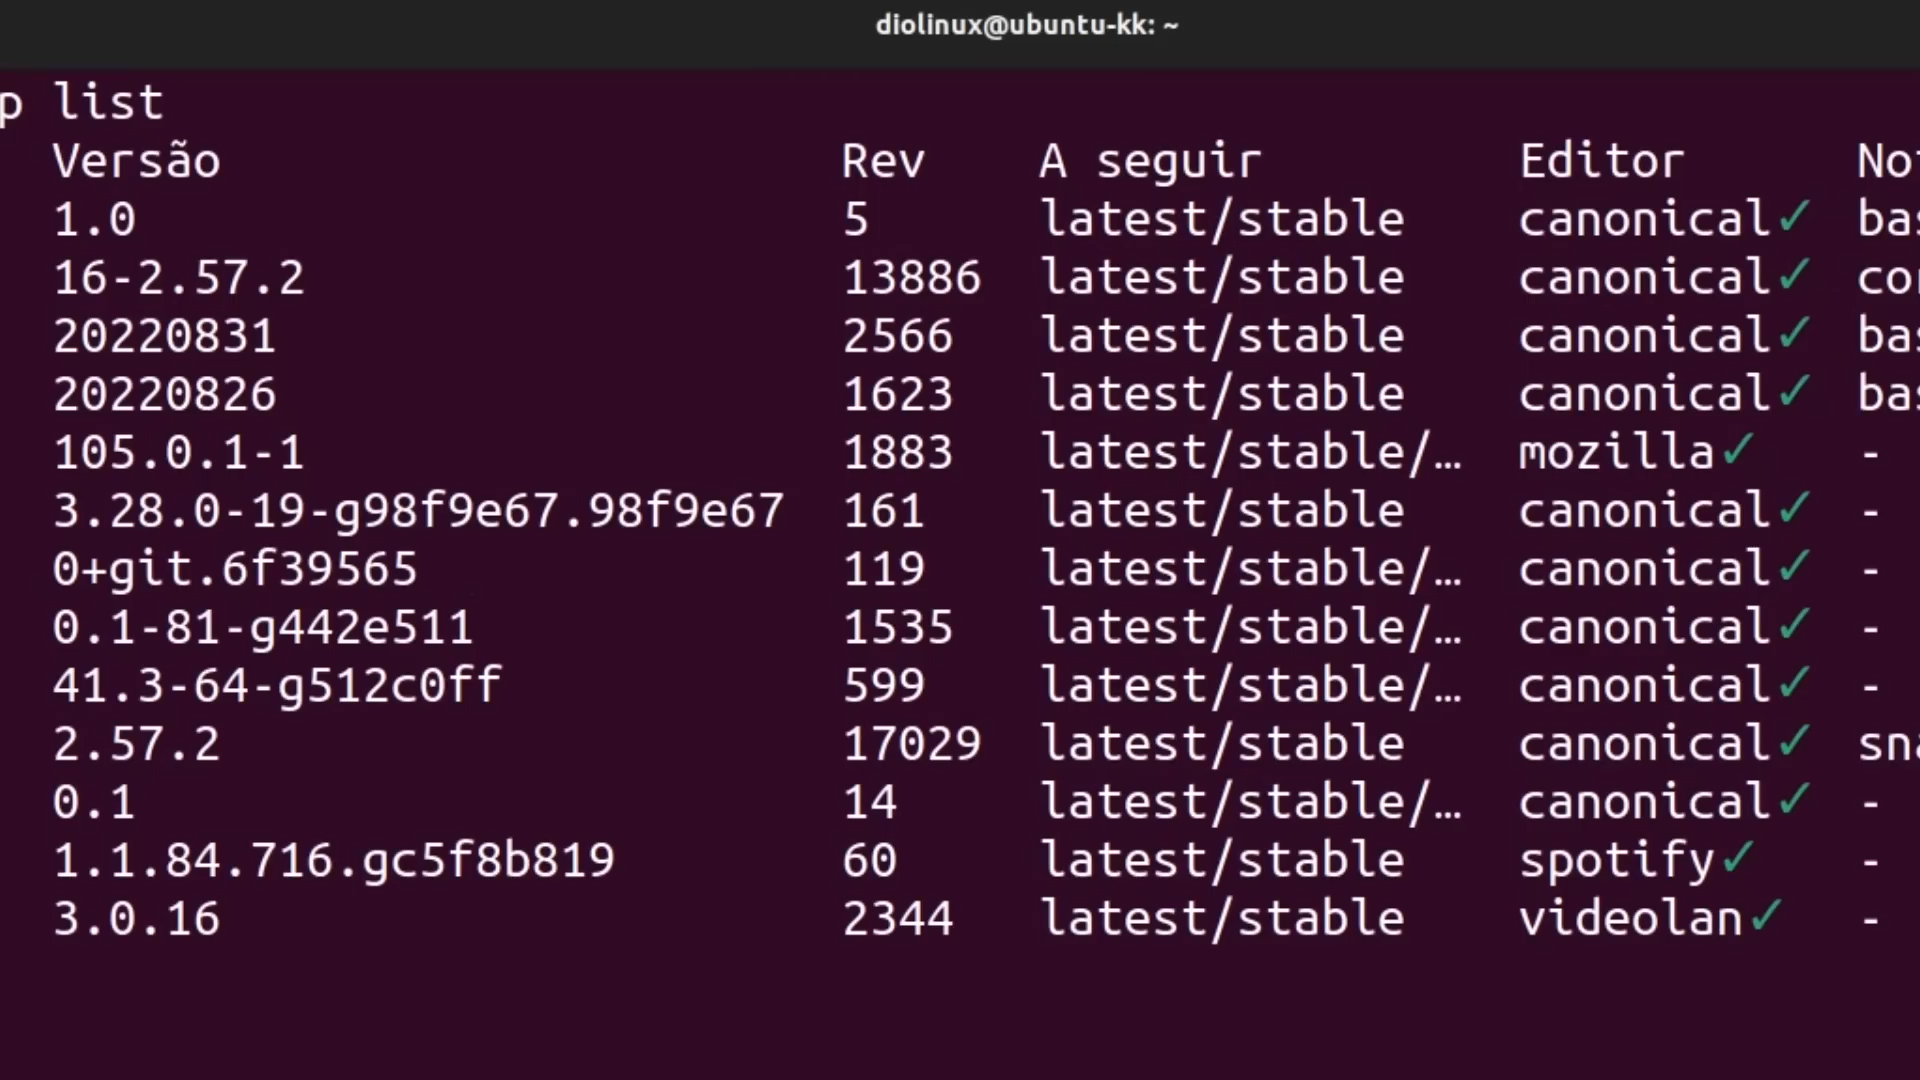 diolinux@ubuntu-kk: ~
p list
Versão Rev A seguir Editor No
1.0 5 latest/stable canonical✓ bas
16-2.57.2 13886 latest/stable canonical✓ co
20220831 2566 latest/stable canonical✓ bas
20220826 1623 latest/stable canonical✓ bas
105.0.1-1 1883 latest/stable/… mozilla✓ -
3.28.0-19-g98f9e67.98f9e67 161 latest/stable canonical✓ -
0+git.6f39565 119 latest/stable/… canonical✓ -
0.1-81-g442e511 1535 latest/stable/… canonical✓ -
41.3-64-g512c0ff 599 latest/stable/… canonical✓ -
2.57.2 17029 latest/stable canonical✓ sna
0.1 14 latest/stable/… canonical✓ -
1.1.84.716.gc5f8b819 60 latest/stable spotify✓ -
3.0.16 2344 latest/stable videolan✓ -